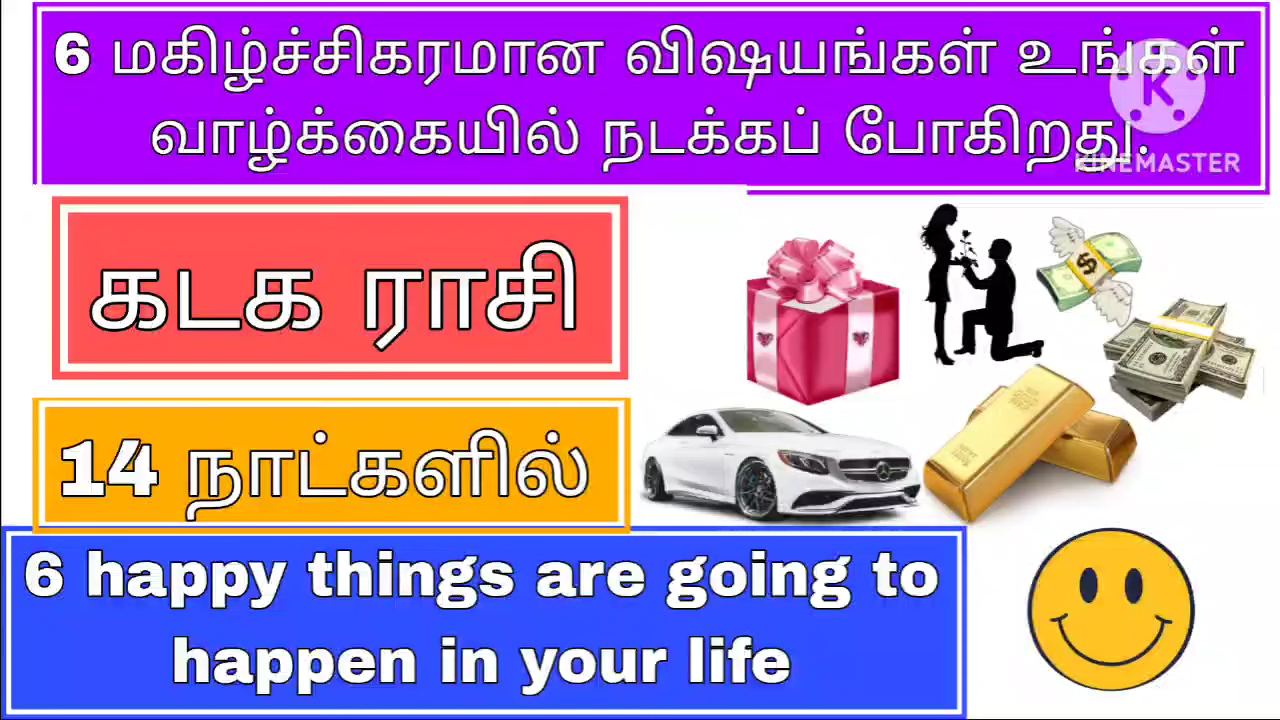 6 மகிழ்ச்சிகரமான விஷயங்கள் உங்கள்
வாழ்க்கையில் நடக்கப் போகிறது.
KINEMASTER
கடக ராசி
14 நாட்களில்
6 happy things are going to
happen in your life